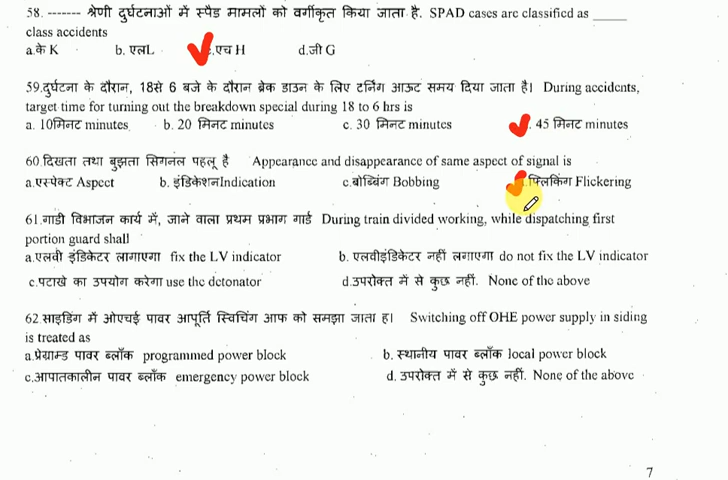 58. ------- श्रेणी दुर्घटनाओं में स्पैड मामलों को वर्गीकृत किया जाता है. SPAD cases are classified as ______
class accidents
a.के K b. एलL .एच H d.जी G
59.दुर्घटना के दौरान, 18से 6 बजे के दौरान ब्रेक डाउन के लिए टर्निंग आऊट समय दिया जाता है। During accidents,
target time for turning out the breakdown special during 18 to 6 hrs is
a. 10मिनट minutes b. 20 मिनट minutes c. 30 मिनट minutes 45 मिनट minutes
60.दिखता तथा बुझता सिगनल पहलू है Appearance and disappearance of same aspect of signal is
a.एस्पेक्ट Aspect b. इंडिकेशनIndication c.बोब्बिंग Bobbing फ्लिकिंग Flickering
61.गाडी विभाजन कार्य में, जाने वाला प्रथम प्रभाग गार्ड During train divided working, while dispatching first
portion guard shall
a.एलवी इंडिकेटर लागाएगा fix the LV indicator b. एलवीइंडिकेटर नहीं लगाएगा do not fix the LV indicator
c.पटाखे का उपयोग करेगा use the detonator d.उपरोक्त में से कुछ नहीं. None of the above
62.साइडिंग में ओएचई पावर आपूर्ति स्विचिंग आफ को समझा जाता ह। Switching off OHE power supply in siding
is treated as
a.प्रेग्राम्ड पावर ब्लॉक programmed power block b. स्थानीय पावर ब्लॉक local power block
c.आपातकालीन पावर ब्लॉक emergency power block d. उपरोक्त में से कुछ नहीं. None of the above
7